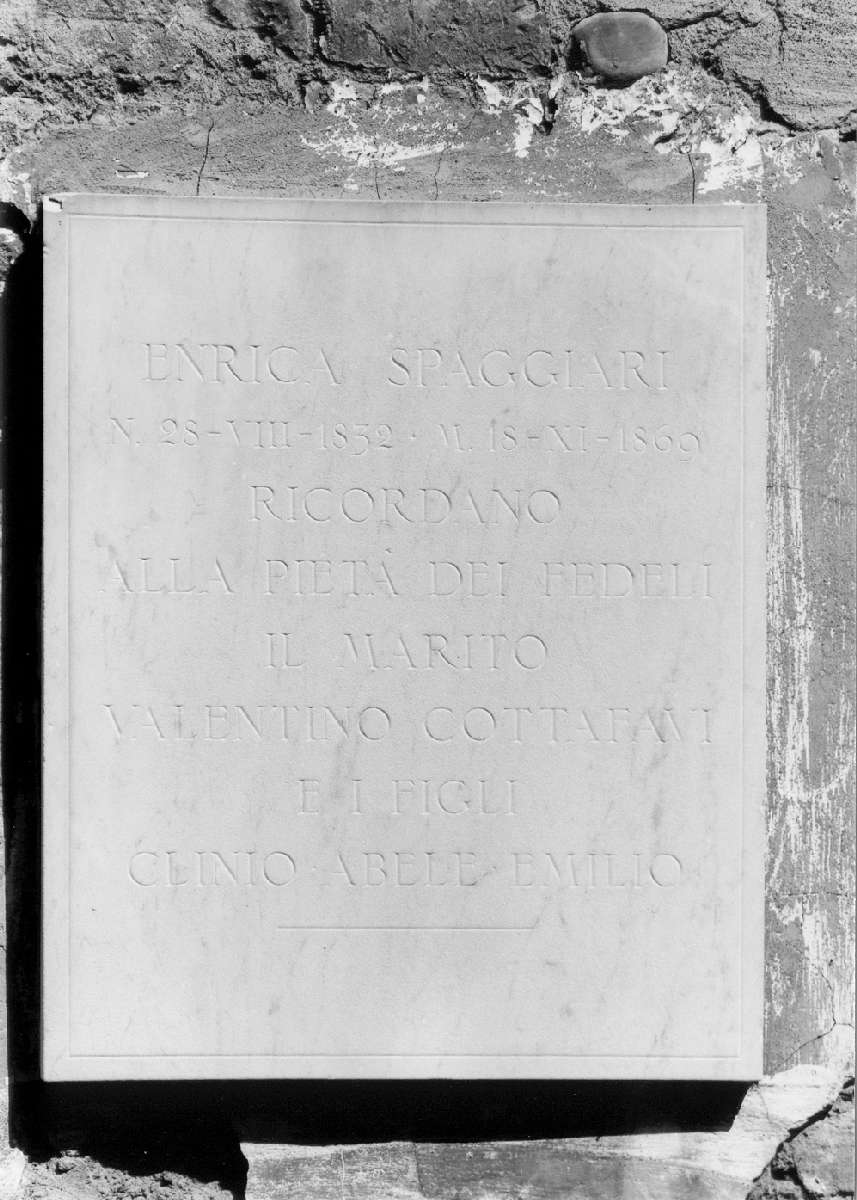 ENRICA SPAGGIARI
N. 28-VIII-1832 · M. 18-XI-1869
RICORDANO
ALLA PIETÀ DEI FEDELI
IL MARITO
VALENTINO COTTAFAVI
E I FIGLI
CLINIO ABELE EMILIO